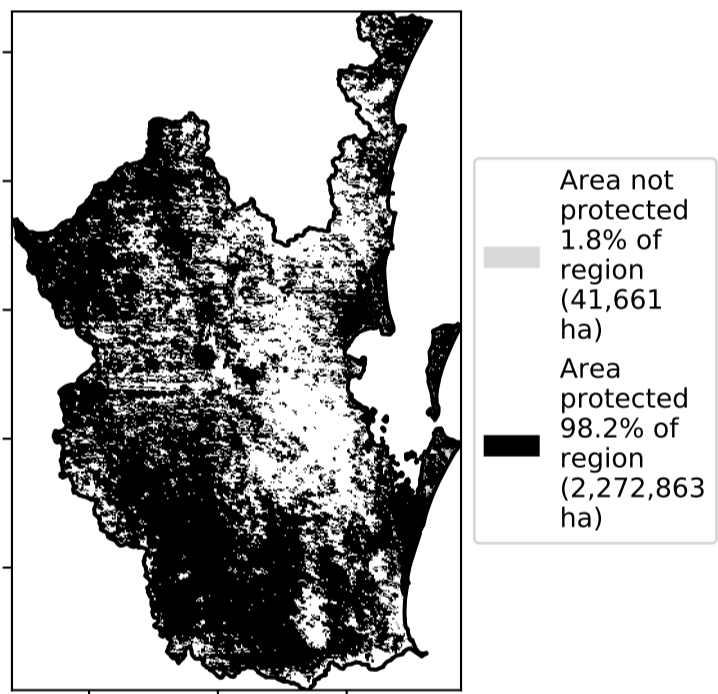 Area not
protected
1.8% of
region
(41,661
ha)
Area
protected
98.2% of
region
(2,272,863
ha)